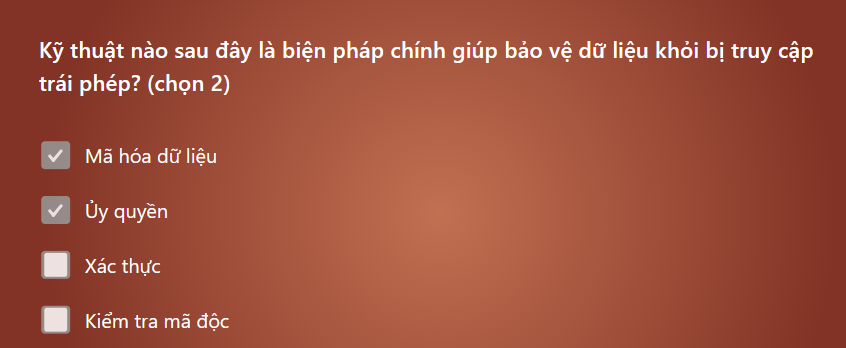 Kỹ thuật nào sau đây là biện pháp chính giúp bảo vệ dữ liệu khỏi bị truy cập
trái phép? (chọn 2)
Mã hóa dữ liệu
Ủy quyền
Xác thực
Kiểm tra mã độc